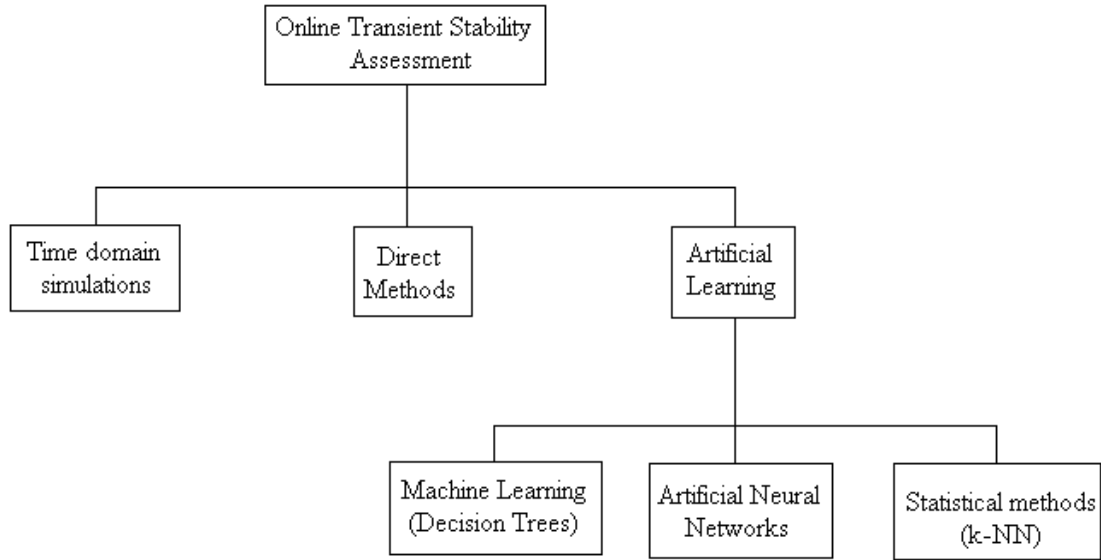 Online Transient Stability
Assessment
Time domain
simulations
Direct
Methods
Artificial
Learning
Machine Learning
(Decision Trees)
Artificial Neural
Networks
Statistical methods
(k-NN)